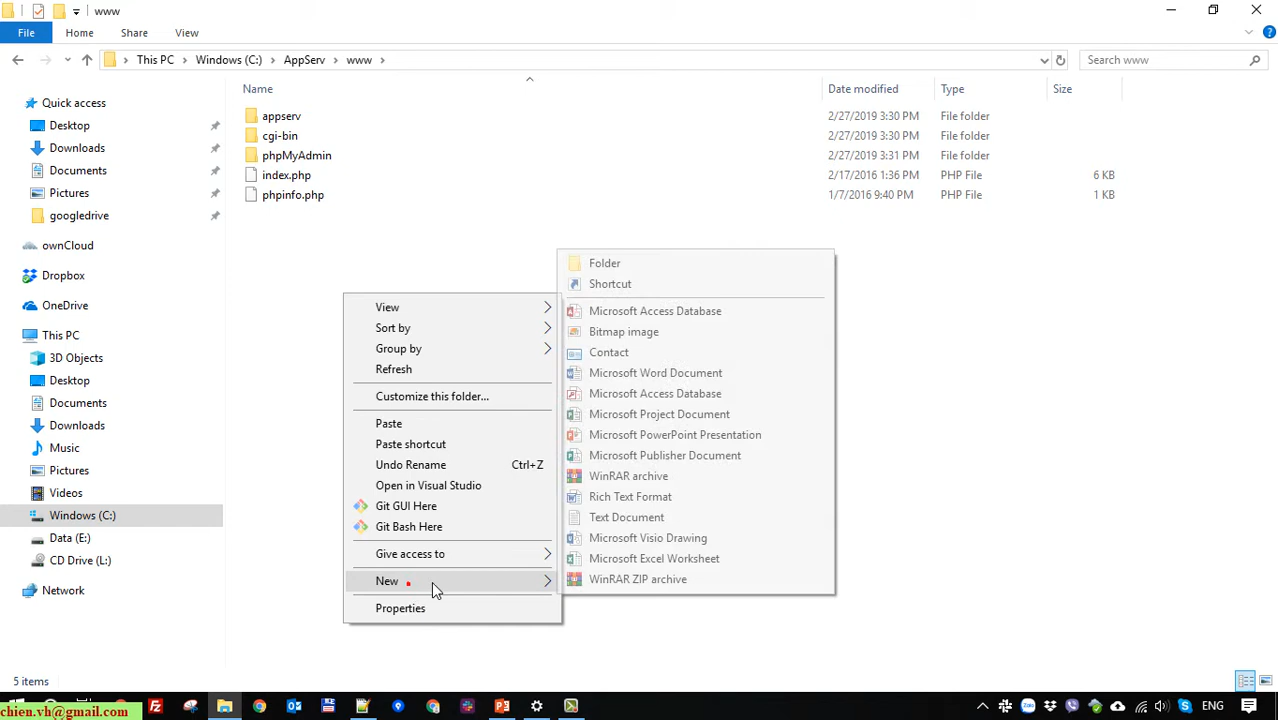 www
File Home Share View
This PC Windows (C:) AppServ www Search www
Name Date modified Type Size
appserv 2/27/2019 3:30 PM File folder
cgi-bin 2/27/2019 3:30 PM File folder
phpMyAdmin 2/27/2019 3:31 PM File folder
index.php 2/17/2016 1:36 PM PHP File 6 KB
phpinfo.php 1/7/2016 9:40 PM PHP File 1 KB
Quick access
Desktop
Downloads
Documents
Pictures
googledrive
ownCloud
Dropbox
OneDrive
This PC
3D Objects
Desktop
Documents
Downloads
Music
Pictures
Videos
Windows (C:)
Data (E:)
CD Drive (L:)
Network
View
Sort by
Group by
Refresh
Customize this folder...
Paste
Paste shortcut
Undo Rename Ctrl+Z
Open in Visual Studio
Git GUI Here
Git Bash Here
Give access to
New
Properties
Folder
Shortcut
Microsoft Access Database
Bitmap image
Contact
Microsoft Word Document
Microsoft Access Database
Microsoft Project Document
Microsoft PowerPoint Presentation
Microsoft Publisher Document
WinRAR archive
Rich Text Format
Text Document
Microsoft Visio Drawing
Microsoft Excel Worksheet
WinRAR ZIP archive
5 items
chien.vh@gmail.com
ENG